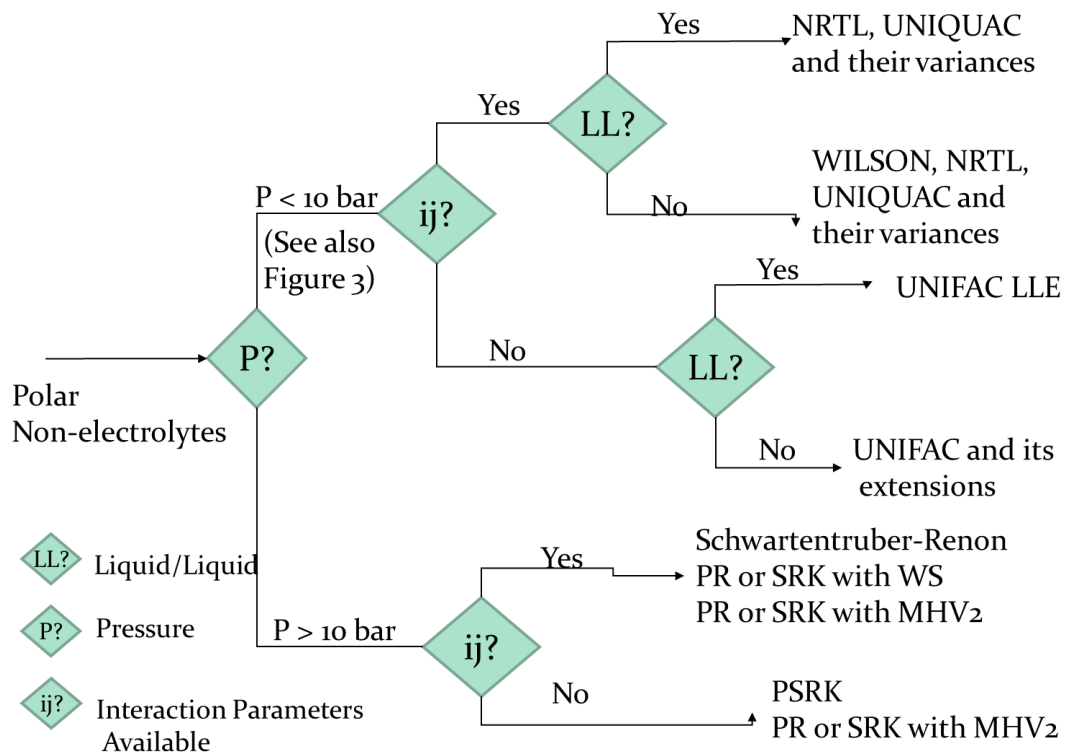 Yes
NRTL, UNIQUAC
and their variances
LL?
Yes
WILSON, NRTL,
UNIQUAC and
their variances
No
P < 10 bar
ij?
(See also
Figure 3)
Yes
UNIFAC LLE
No
LL?
P?
Polar
Non-electrolytes
No
UNIFAC and its
extensions
LL?
Liquid/Liquid
Yes
Schwartentruber-Renon
PR or SRK with WS
PR or SRK with MHV2
P?
Pressure
P > 10 bar
ij?
No
PSRK
PR or SRK with MHV2
ij?
Interaction Parameters
Available